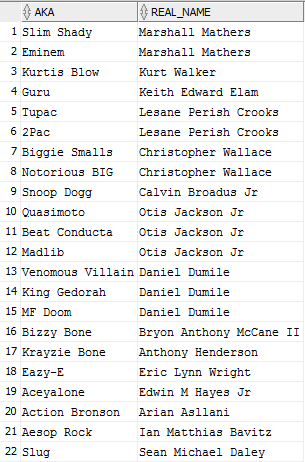 AKA REAL_NAME
1 Slim Shady Marshall Mathers
2 Eminem Marshall Mathers
3 Kurtis Blow Kurt Walker
4 Guru Keith Edward Elam
5 Tupac Lesane Perish Crooks
6 2Pac Lesane Perish Crooks
7 Biggie Smalls Christopher Wallace
8 Notorious BIG Christopher Wallace
9 Snoop Dogg Calvin Broadus Jr
10 Quasimoto Otis Jackson Jr
11 Beat Conducta Otis Jackson Jr
12 Madlib Otis Jackson Jr
13 Venomous Villain Daniel Dumile
14 King Gedorah Daniel Dumile
15 MF Doom Daniel Dumile
16 Bizzy Bone Bryon Anthony McCane II
17 Krayzie Bone Anthony Henderson
18 Eazy-E Eric Lynn Wright
19 Aceyalone Edwin M Hayes Jr
20 Action Bronson Arian Asllani
21 Aesop Rock Ian Matthias Bavitz
22 Slug Sean Michael Daley